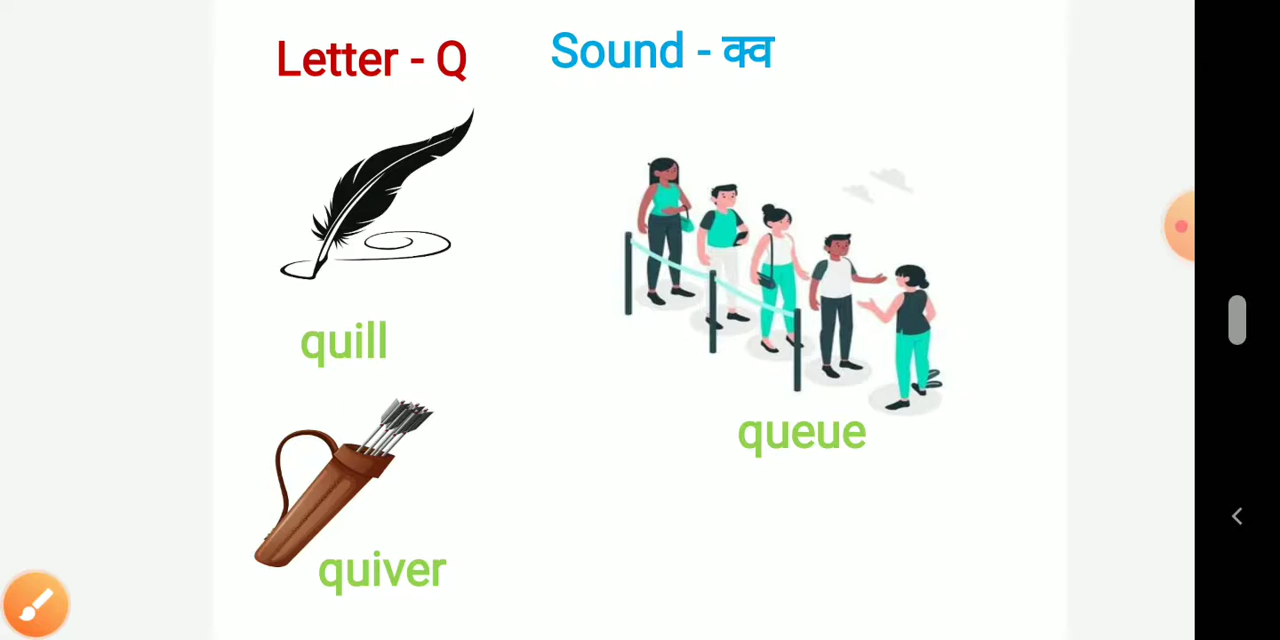 Letter - Q
Sound - क्व
quill
queue
quiver